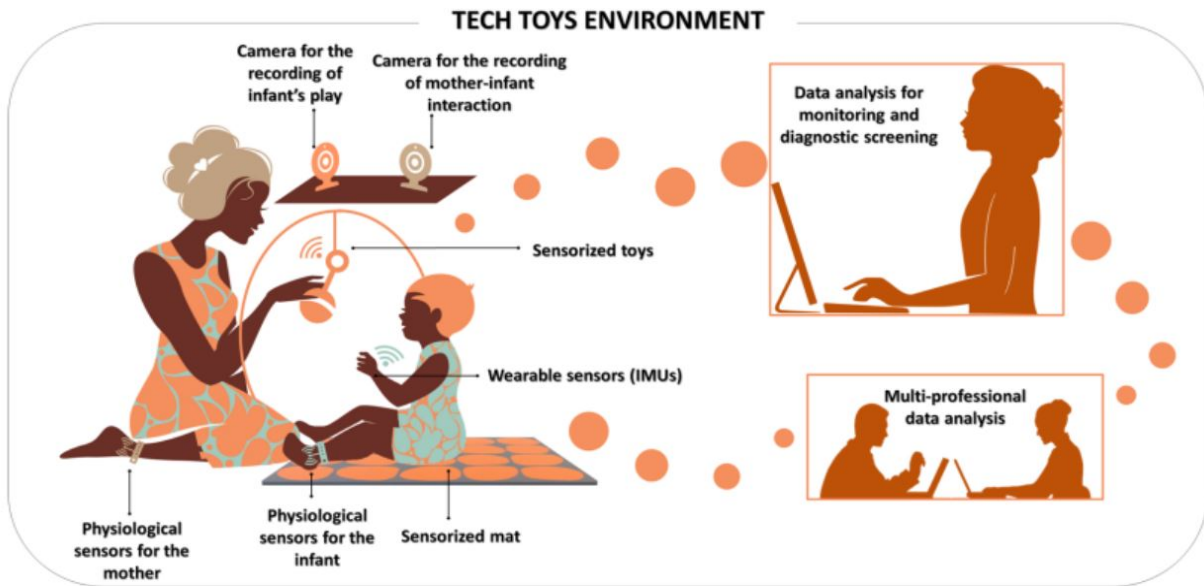 TECH TOYS ENVIRONMENT
Camera for the
recording of
infant's play
Camera for the recording
of mother-infant
interaction
Data analysis for
monitoring and
diagnostic screening
Sensorized toys
Wearable sensors (IMUs)
Multi-professional
data analysis
Physiological
sensors for the
mother
Physiological
sensors for the
infant
Sensorized mat